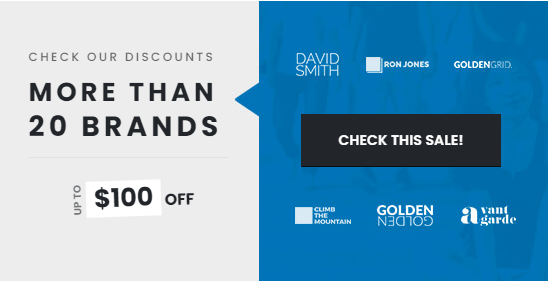 CHECK OUR DISCOUNTS
MORE THAN
20 BRANDS
UP TO
$100 OFF
DAVID
SMITH
RON JONES
GOLDENGRID.
CHECK THIS SALE!
CLIMB
THE
MOUNTAIN
GOLDEN
GOLDEN
avant
garde